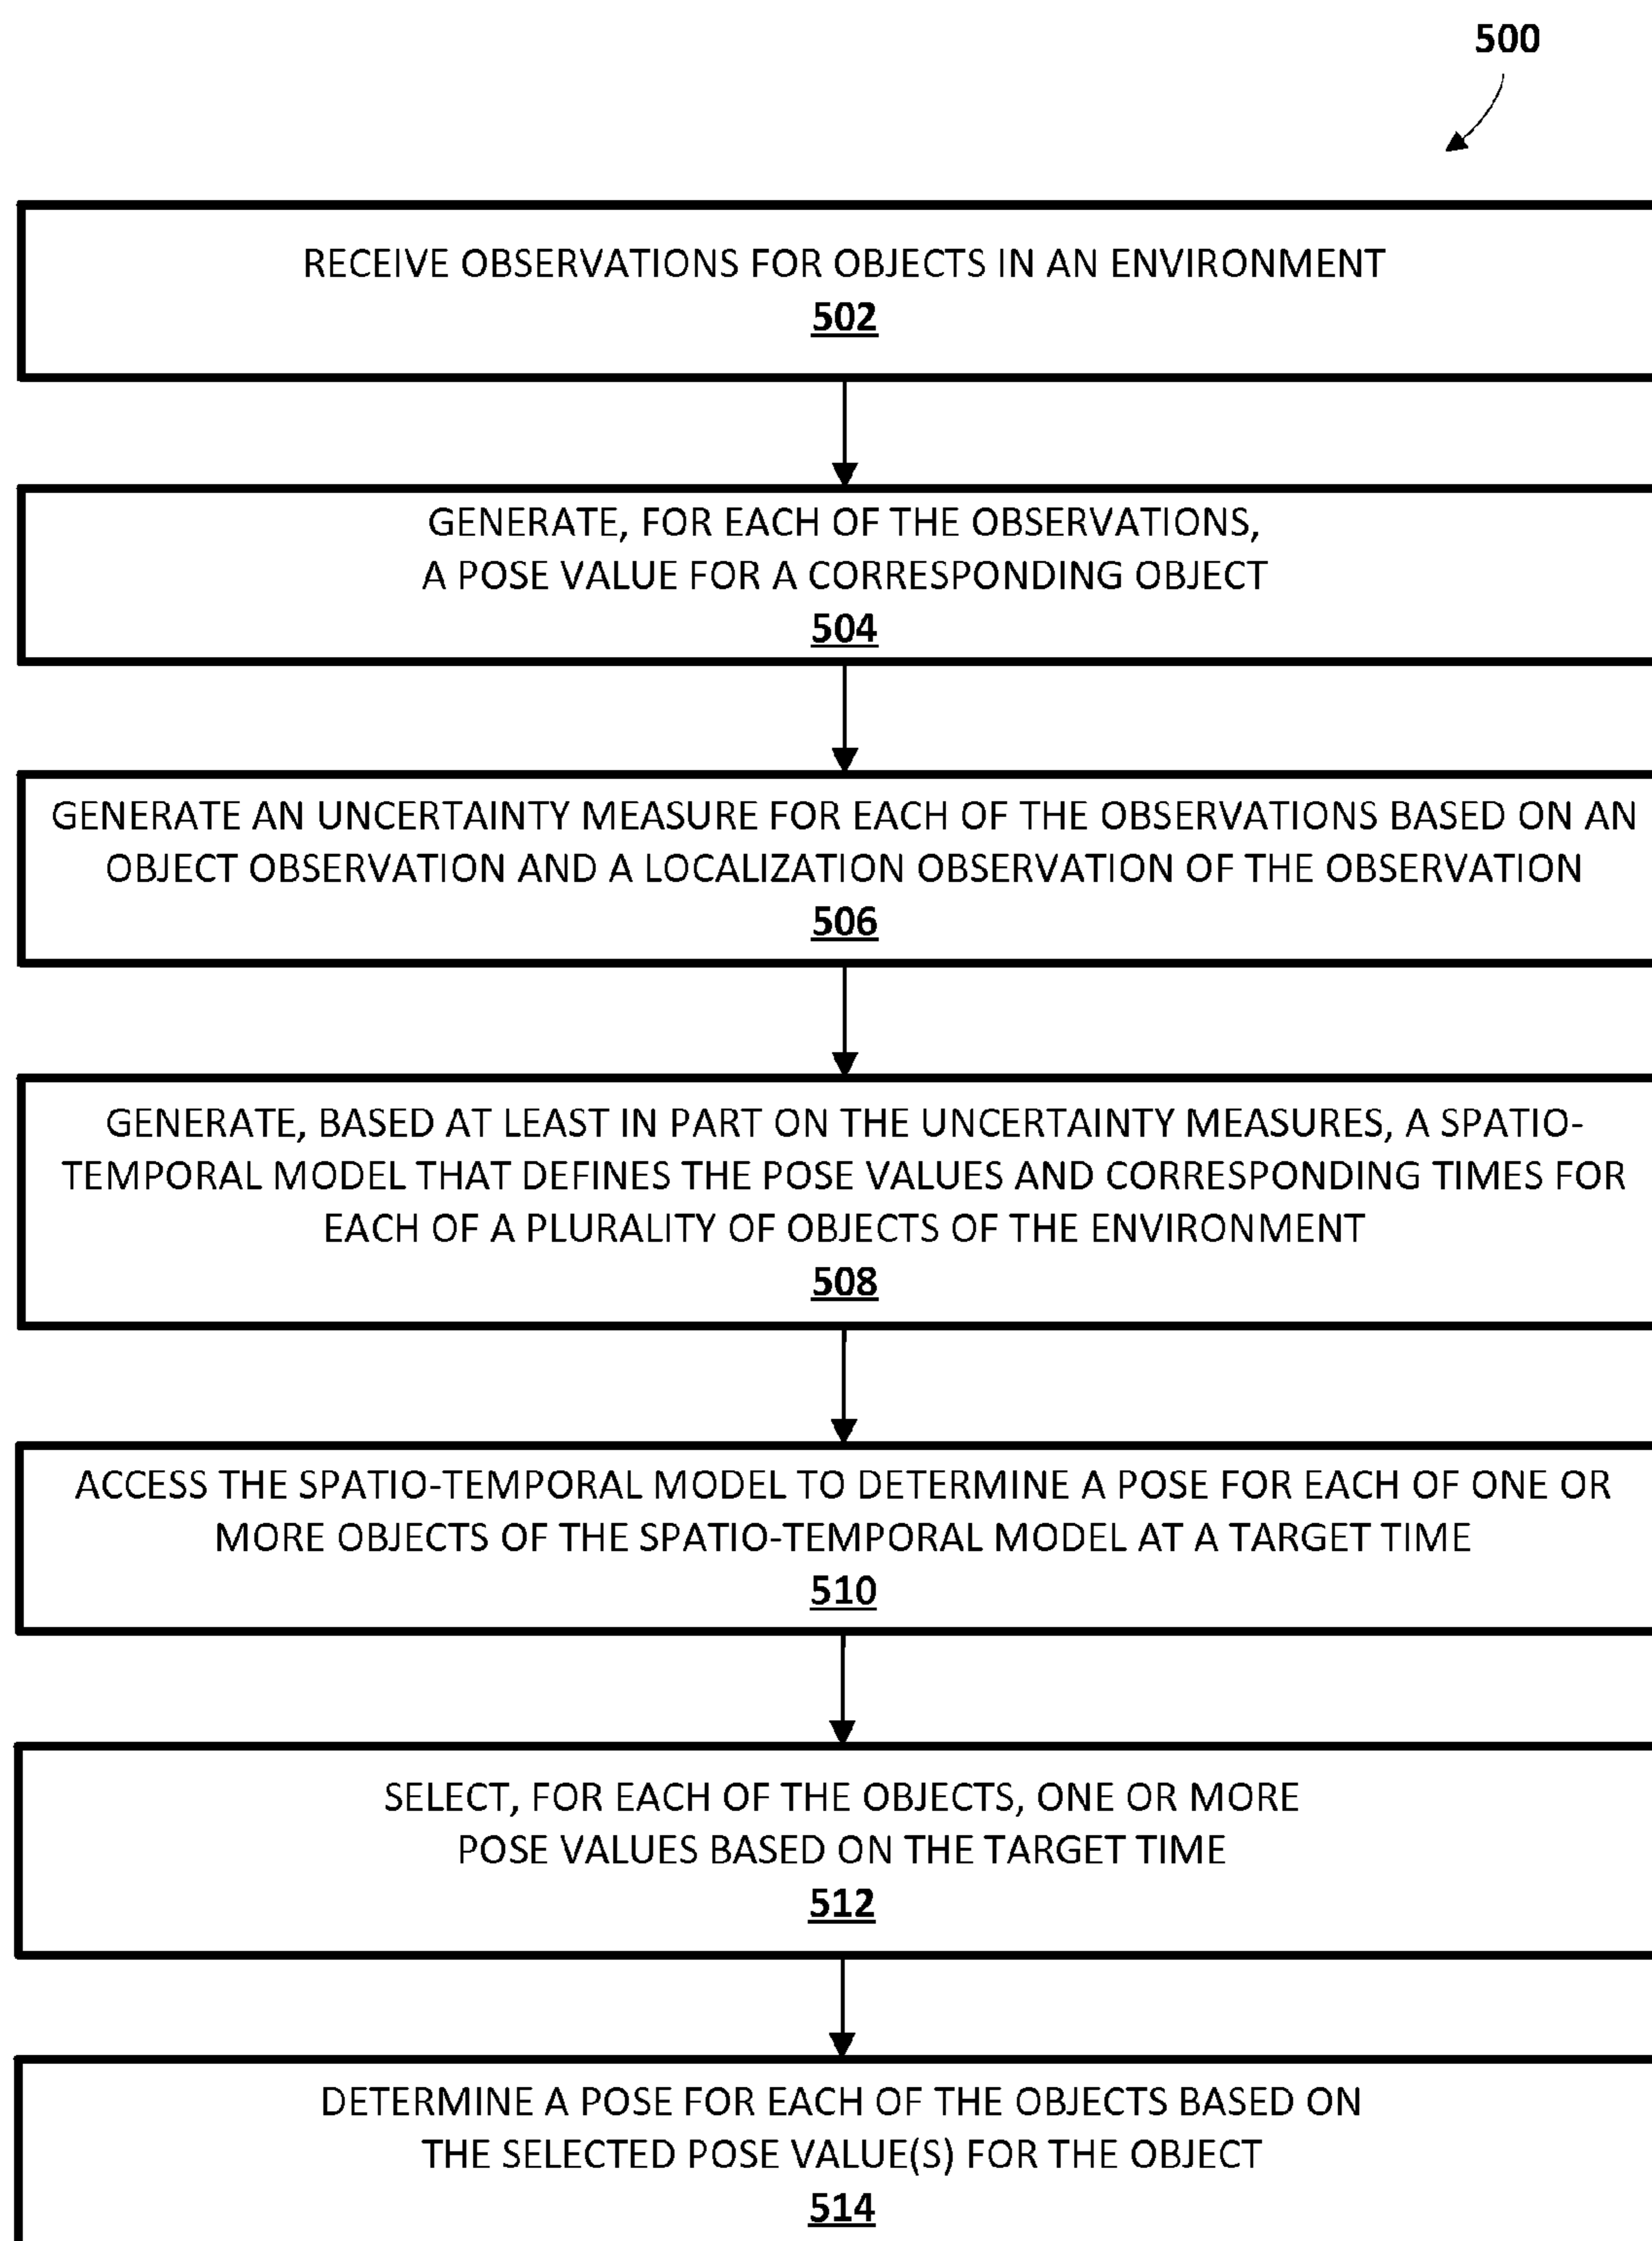 500
RECEIVE OBSERVATIONS FOR OBJECTS IN AN ENVIRONMENT
502
GENERATE, FOR EACH OF THE OBSERVATIONS,
A POSE VALUE FOR A CORRESPONDING OBJECT
504
GENERATE AN UNCERTAINTY MEASURE FOR EACH OF THE OBSERVATIONS BASED ON AN
OBJECT OBSERVATION AND A LOCALIZATION OBSERVATION OF THE OBSERVATION
506
GENERATE, BASED AT LEAST IN PART ON THE UNCERTAINTY MEASURES, A SPATIO-
TEMPORAL MODEL THAT DEFINES THE POSE VALUES AND CORRESPONDING TIMES FOR
EACH OF A PLURALITY OF OBJECTS OF THE ENVIRONMENT
508
ACCESS THE SPATIO-TEMPORAL MODEL TO DETERMINE A POSE FOR EACH OF ONE OR
MORE OBJECTS OF THE SPATIO-TEMPORAL MODEL AT A TARGET TIME
510
SELECT, FOR EACH OF THE OBJECTS, ONE OR MORE
POSE VALUES BASED ON THE TARGET TIME
512
DETERMINE A POSE FOR EACH OF THE OBJECTS BASED ON
THE SELECTED POSE VALUE(S) FOR THE OBJECT
514